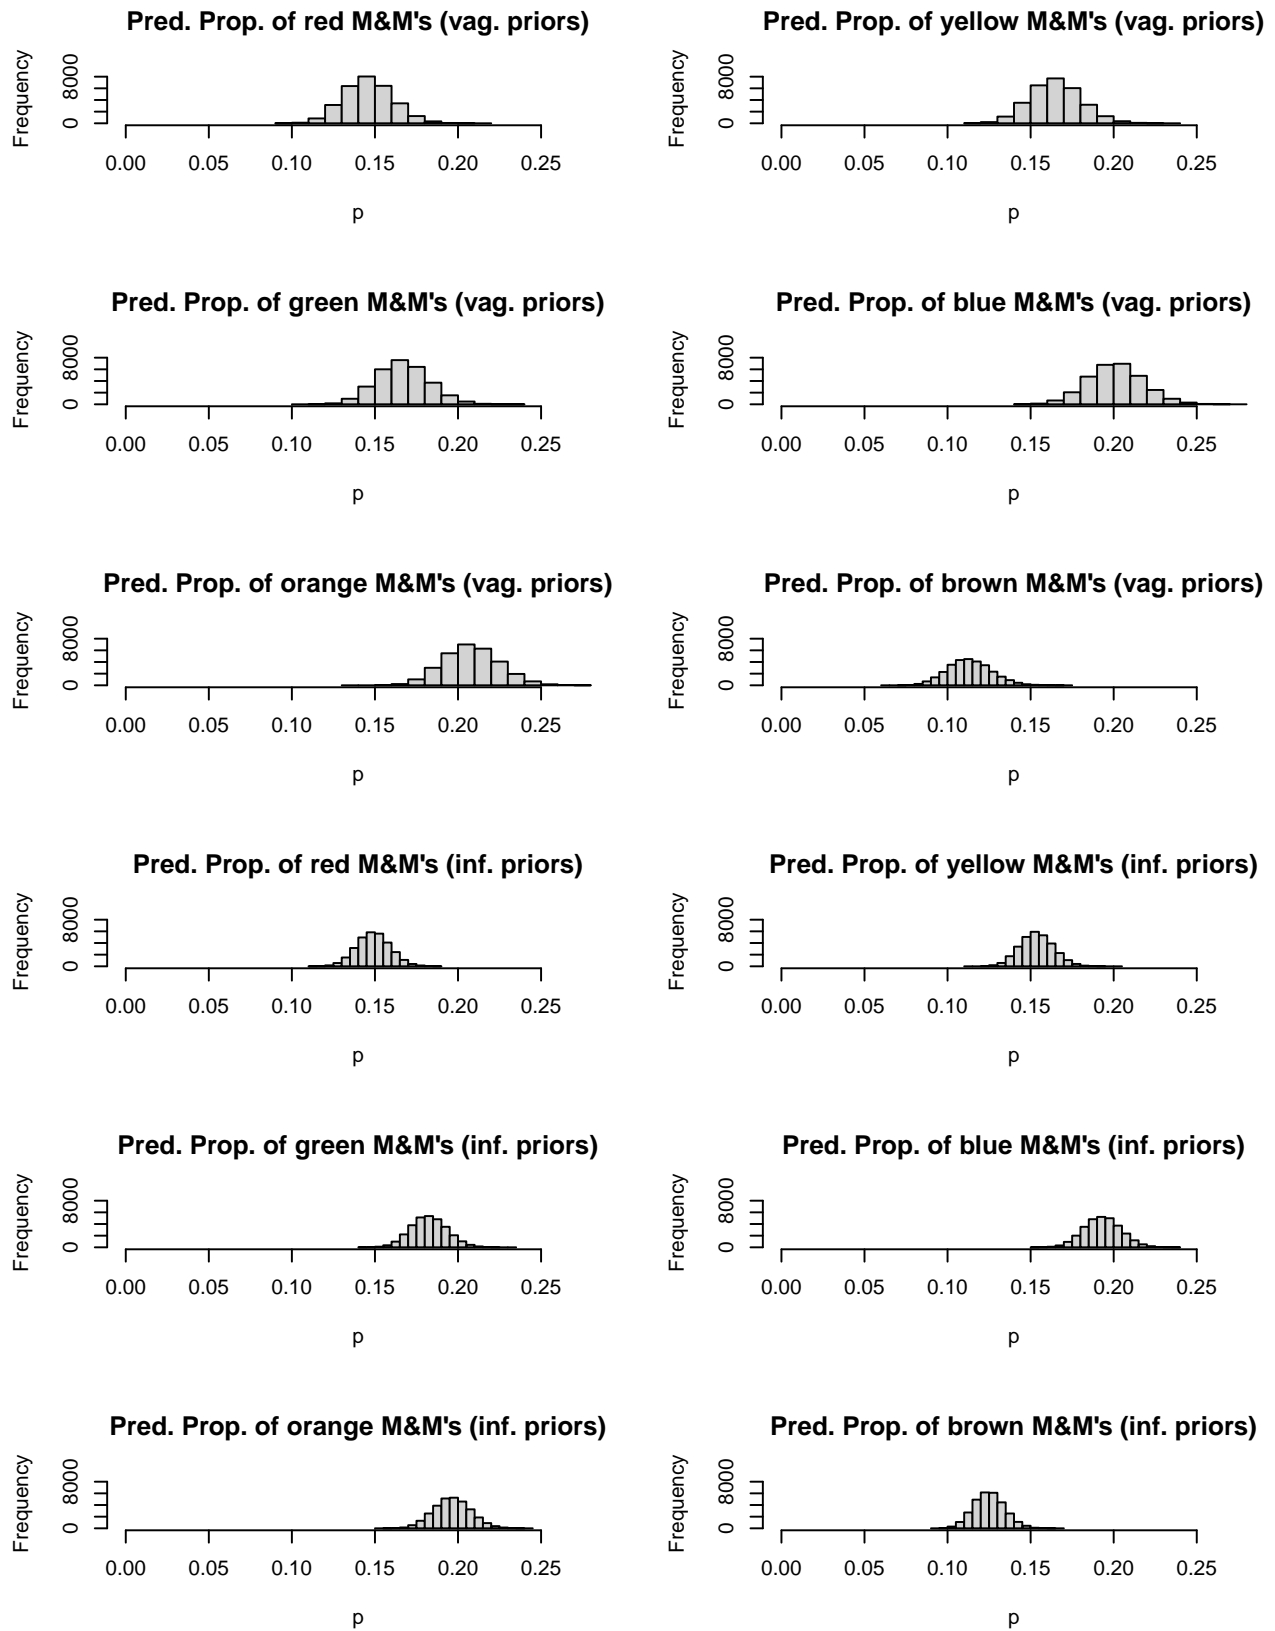 Pred. Prop. of red M&M's (vag. priors)
Frequency
0 8000
0.00 0.05 0.10 0.15 0.20 0.25
p
Pred. Prop. of yellow M&M's (vag. priors)
Frequency
0 8000
0.00 0.05 0.10 0.15 0.20 0.25
p
Pred. Prop. of green M&M's (vag. priors)
Frequency
0 8000
0.00 0.05 0.10 0.15 0.20 0.25
p
Pred. Prop. of blue M&M's (vag. priors)
Frequency
0 8000
0.00 0.05 0.10 0.15 0.20 0.25
p
Pred. Prop. of orange M&M's (vag. priors)
Frequency
0 8000
0.00 0.05 0.10 0.15 0.20 0.25
p
Pred. Prop. of brown M&M's (vag. priors)
Frequency
0 8000
0.00 0.05 0.10 0.15 0.20 0.25
p
Pred. Prop. of red M&M's (inf. priors)
Frequency
0 8000
0.00 0.05 0.10 0.15 0.20 0.25
p
Pred. Prop. of yellow M&M's (inf. priors)
Frequency
0 8000
0.00 0.05 0.10 0.15 0.20 0.25
p
Pred. Prop. of green M&M's (inf. priors)
Frequency
0 8000
0.00 0.05 0.10 0.15 0.20 0.25
p
Pred. Prop. of blue M&M's (inf. priors)
Frequency
0 8000
0.00 0.05 0.10 0.15 0.20 0.25
p
Pred. Prop. of orange M&M's (inf. priors)
Frequency
0 8000
0.00 0.05 0.10 0.15 0.20 0.25
p
Pred. Prop. of brown M&M's (inf. priors)
Frequency
0 8000
0.00 0.05 0.10 0.15 0.20 0.25
p